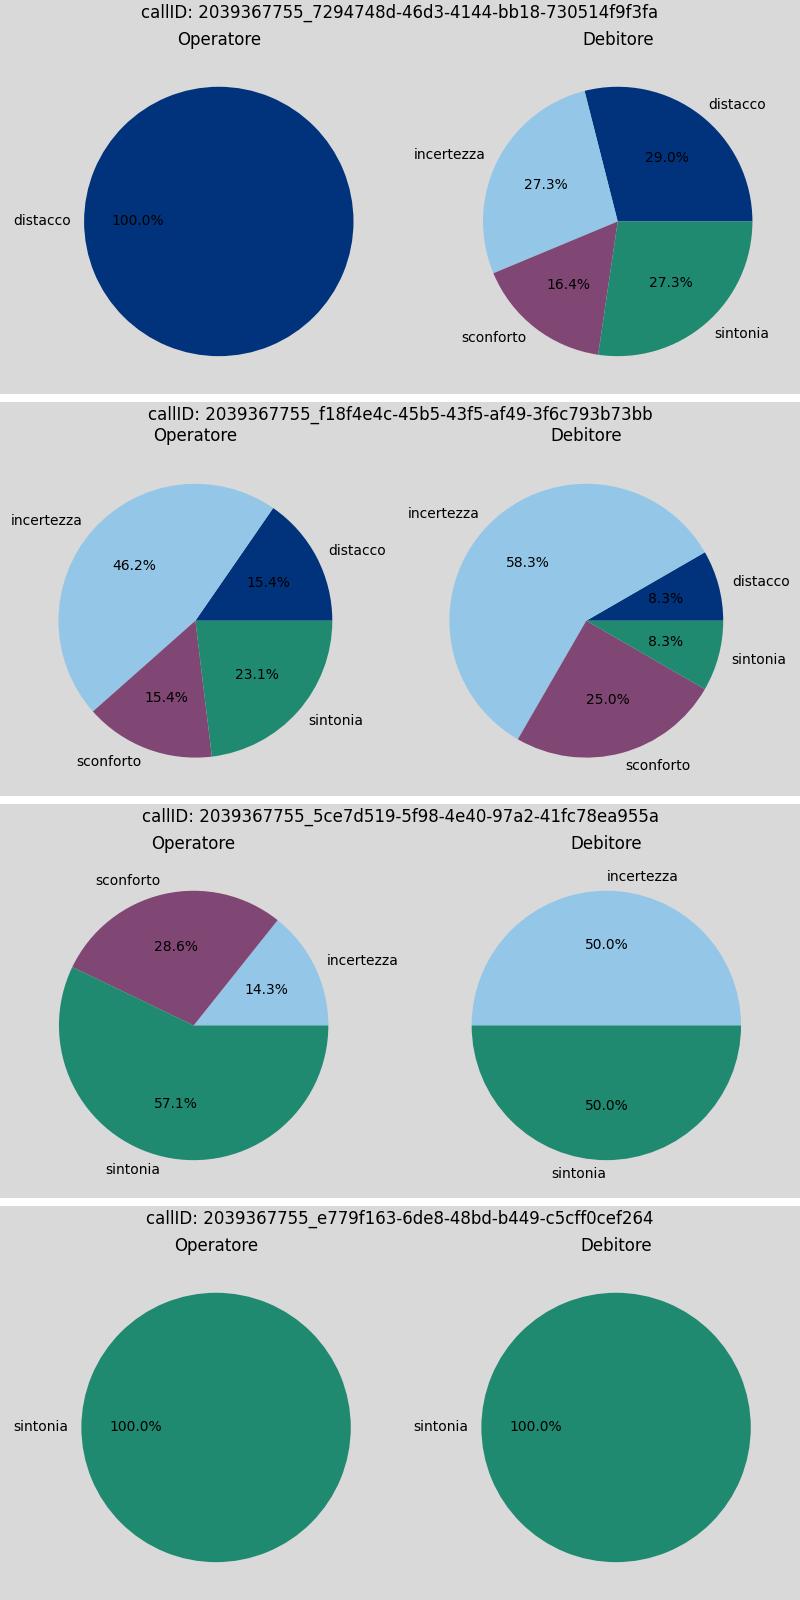 callID: 2039367755_7294748d-46d3-4144-bb18-730514f9f3fa
Operatore
distacco
100.0%
Debitore
distacco
29.0%
incertezza
27.3%
sconforto
16.4%
sintonia
27.3%
callID: 2039367755_f18f4e4c-45b5-43f5-af49-3f6c793b73bb
Operatore
incertezza
46.2%
distacco
15.4%
sconforto
15.4%
sintonia
23.1%
Debitore
incertezza
58.3%
distacco
8.3%
sintonia
8.3%
sconforto
25.0%
callID: 2039367755_5ce7d519-5f98-4e40-97a2-41fc78ea955a
Operatore
sconforto
28.6%
incertezza
14.3%
sintonia
57.1%
Debitore
incertezza
50.0%
sintonia
50.0%
callID: 2039367755_e779f163-6de8-48bd-b449-c5cff0cef264
Operatore
sintonia
100.0%
Debitore
sintonia
100.0%